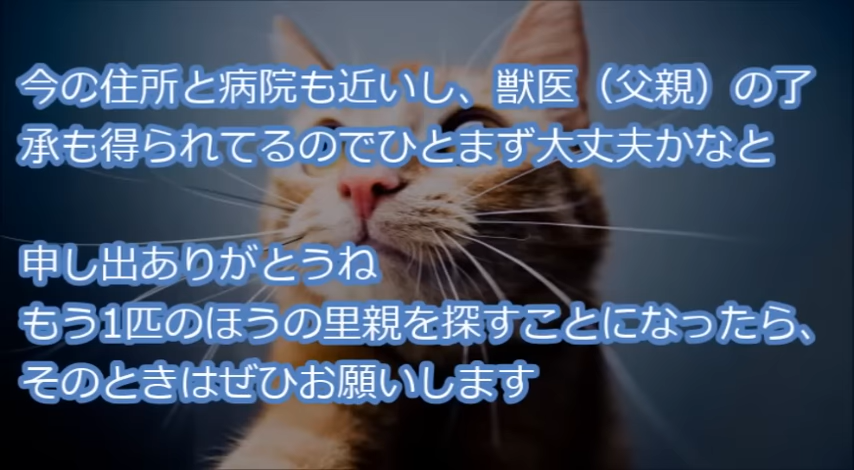 今の住所と病院も近いし、獣医（父親）の了
承も得られてるのでひとまず大丈夫かなと
申し出ありがとうね
もう1匹のほうの里親を探すことになったら、
そのときはぜひお願いします